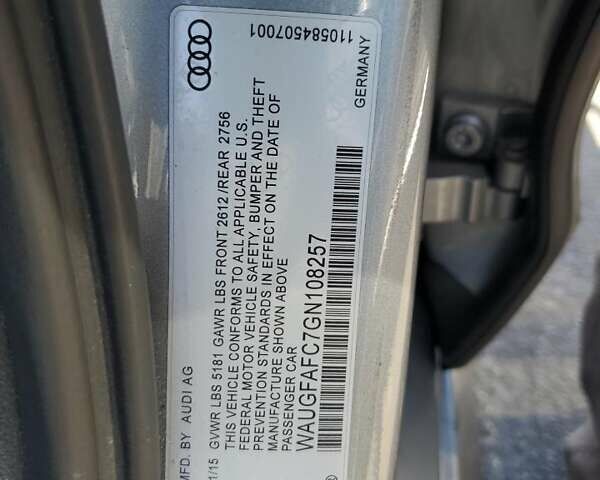 MFD. BY AUDI AG
1/15 GVWR LBS 5181 GAWR LBS FRONT 2612 /REAR 2756
THIS VEHICLE CONFORMS TO ALL APPLICABLE U.S.
FEDERAL MOTOR VEHICLE SAFETY, BUMPER AND THEFT
PREVENTION STANDARDS IN EFFECT ON THE DATE OF
MANUFACTURE SHOWN ABOVE
PASSENGER CAR
WAUGFAFC7GN108257
110584507001
GERMANY
®